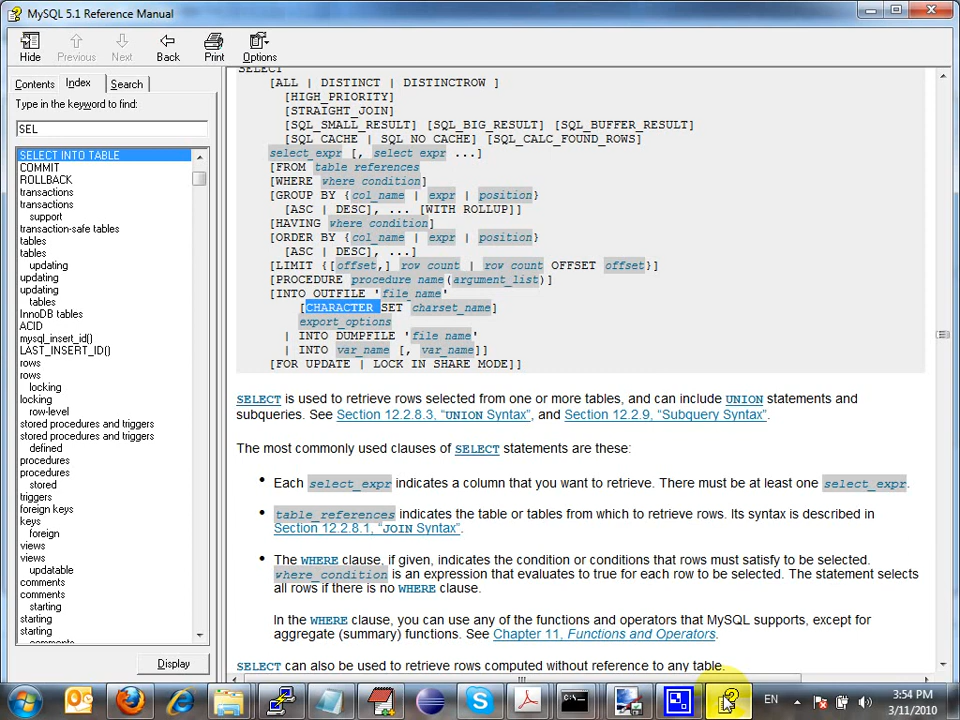 MySQL 5.1 Reference Manual
Hide Previous Next Back Print Options
Contents Index Search
Type in the keyword to find:
SEL
SELECT INTO TABLE
COMMIT
ROLLBACK
transactions
transactions
support
transaction-safe tables
tables
tables
updating
updating
updating
tables
InnoDB tables
ACID
mysql_insert_id()
LAST_INSERT_ID()
rows
rows
locking
locking
row-level
stored procedures and triggers
stored procedures and triggers
defined
procedures
procedures
stored
triggers
foreign keys
keys
foreign
views
views
updatable
comments
comments
starting
starting
starting
comments
Display
SELECT
[ALL | DISTINCT | DISTINCTROW ]
[HIGH_PRIORITY]
[STRAIGHT_JOIN]
[SQL_SMALL_RESULT] [SQL_BIG_RESULT] [SQL_BUFFER_RESULT]
[SQL_CACHE | SQL_NO_CACHE] [SQL_CALC_FOUND_ROWS]
select_expr [, select_expr ...]
[FROM table_references
[WHERE where_condition]
[GROUP BY {col_name | expr | position}
[ASC | DESC], ... [WITH ROLLUP]]
[HAVING where_condition]
[ORDER BY {col_name | expr | position}
[ASC | DESC], ...]
[LIMIT {[offset,] row_count | row_count OFFSET offset}]
[PROCEDURE procedure_name(argument_list)]
[INTO OUTFILE 'file_name'
[CHARACTER SET charset_name]
export_options
| INTO DUMPFILE 'file_name'
| INTO var_name [, var_name]]
[FOR UPDATE | LOCK IN SHARE MODE]]
SELECT is used to retrieve rows selected from one or more tables, and can include UNION statements and
subqueries. See Section 12.2.8.3, “UNION Syntax”, and Section 12.2.9, “Subquery Syntax”.
The most commonly used clauses of SELECT statements are these:
• Each select_expr indicates a column that you want to retrieve. There must be at least one select_expr.
• table_references indicates the table or tables from which to retrieve rows. Its syntax is described in
Section 12.2.8.1, “JOIN Syntax”.
• The WHERE clause, if given, indicates the condition or conditions that rows must satisfy to be selected.
where_condition is an expression that evaluates to true for each row to be selected. The statement selects
all rows if there is no WHERE clause.
In the WHERE clause, you can use any of the functions and operators that MySQL supports, except for
aggregate (summary) functions. See Chapter 11, Functions and Operators.
SELECT can also be used to retrieve rows computed without reference to any table.
EN
3:54 PM
3/11/2010